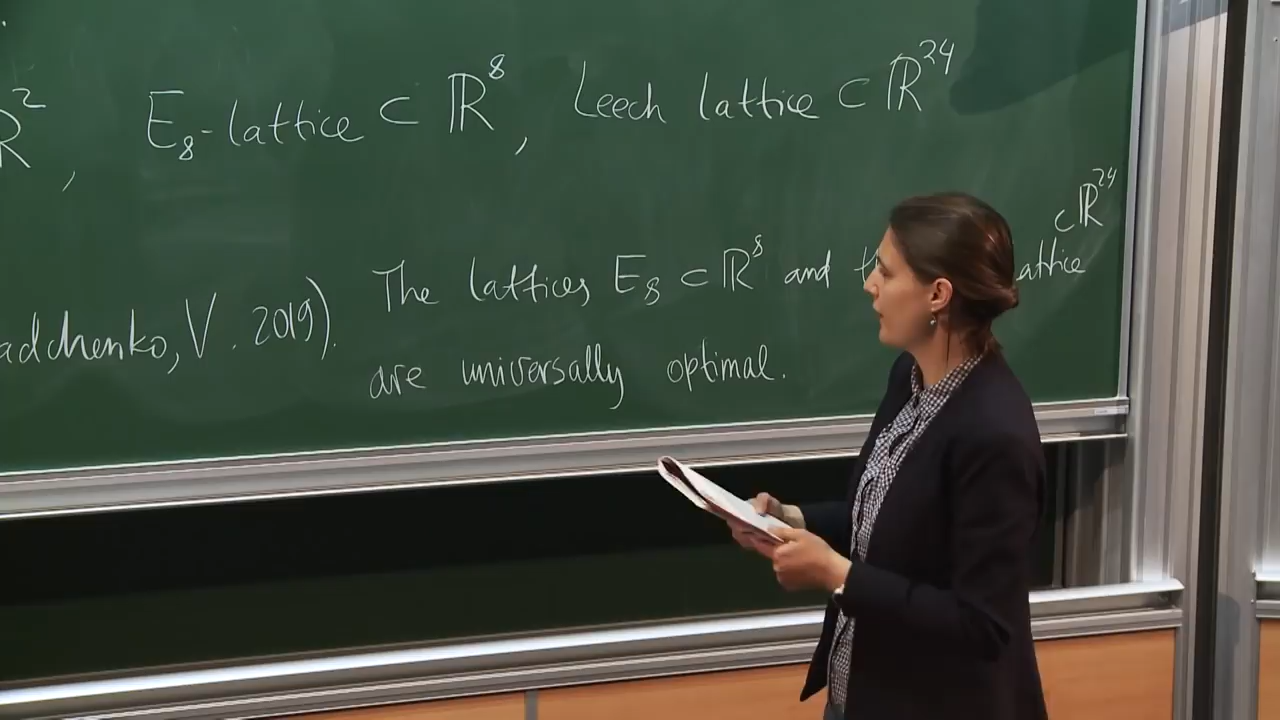 ℝ², E₈-lattice ⊂ ℝ⁸, Leech lattice ⊂ ℝ²⁴
adchenko, V. 2019). The lattices E₈ ⊂ ℝ⁸ and attice ⊂ ℝ²⁴
are universally optimal.